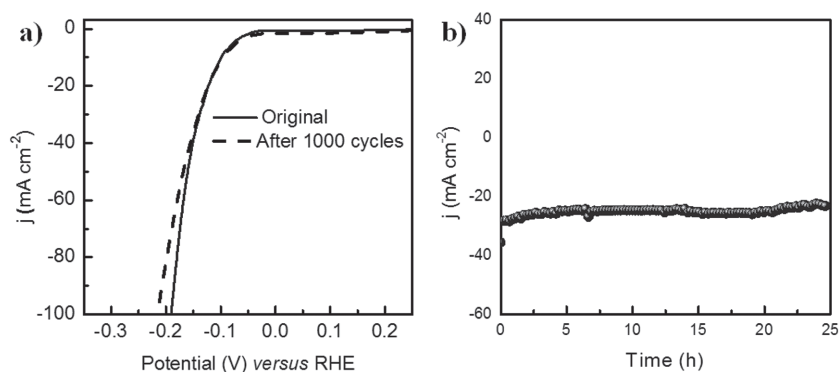 a)
0
-20
-40
-60
-80
-100
j (mA cm-2)
Original
After 1000 cycles
-0.3 -0.2 -0.1 0.0 0.1 0.2
Potential (V) versus RHE
b)
40
20
0
-20
-40
-60
j (mA cm-2)
0 5 10 15 20 25
Time (h)